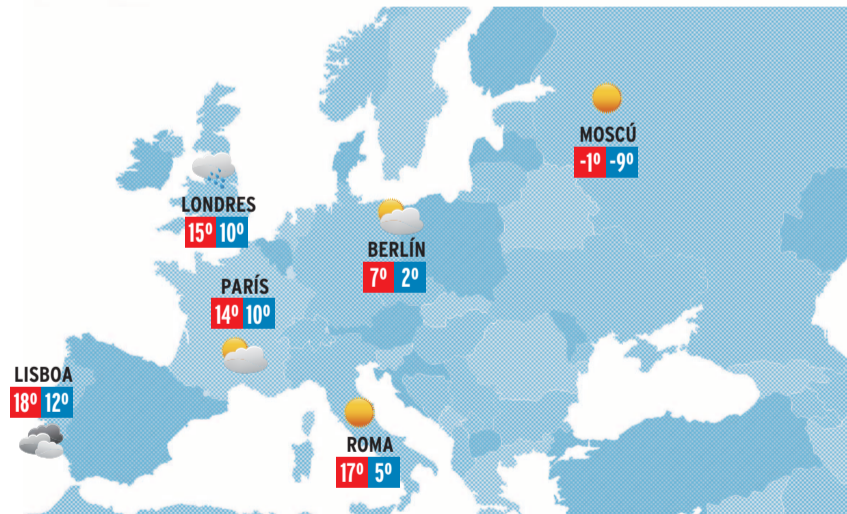 MOSCÚ
-1º -9º
LONDRES
15º 10º
BERLÍN
7º 2º
PARÍS
14º 10º
LISBOA
18º 12º
ROMA
17º 5º